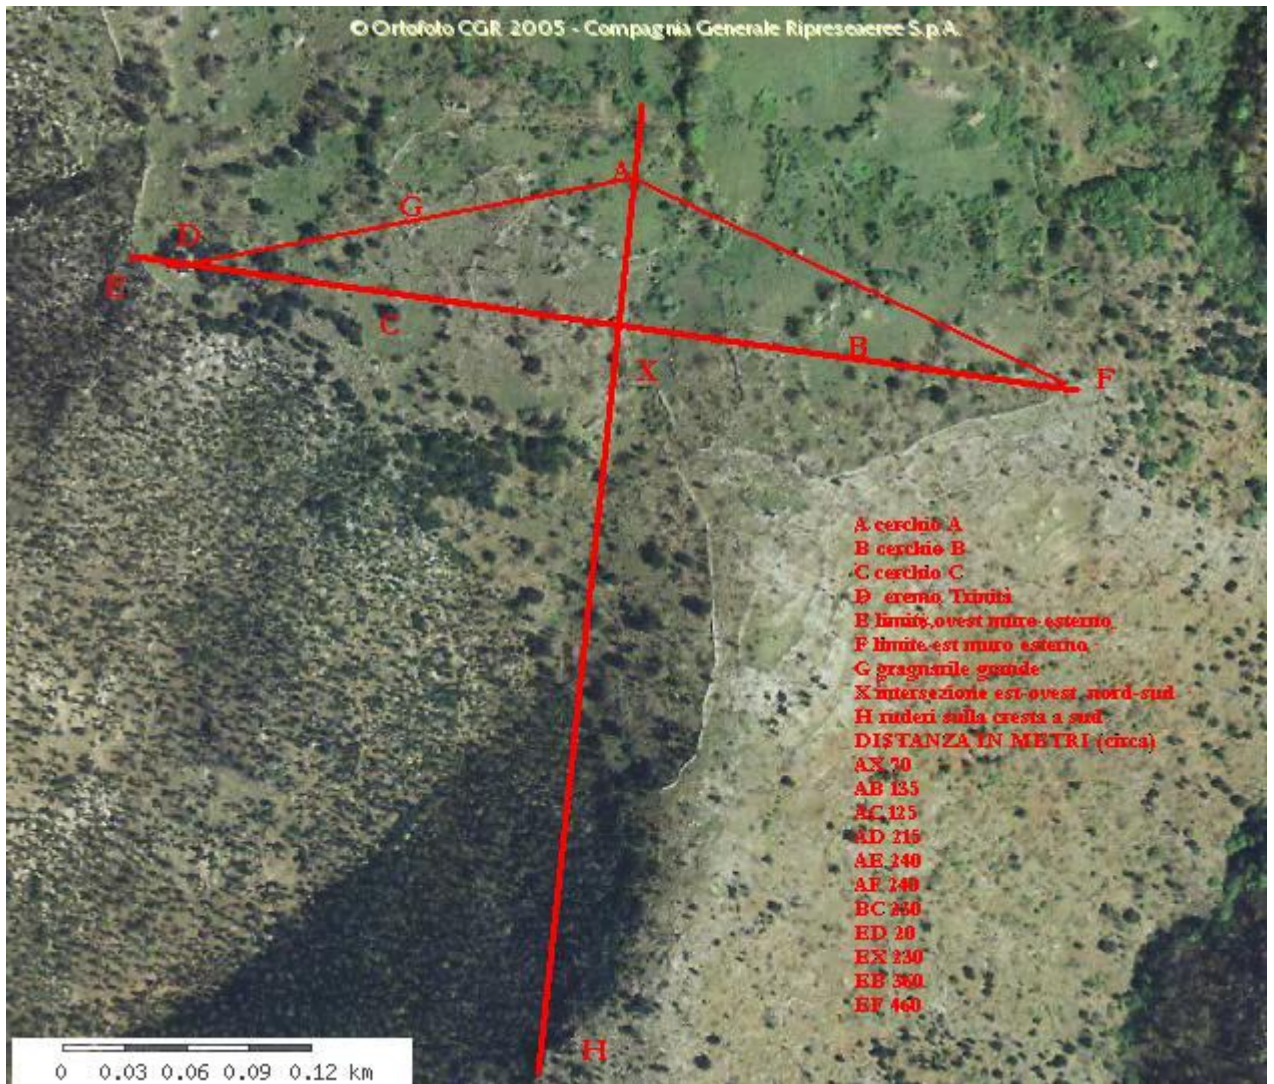 © Ortofoto CGR 2005 - Compagnia Generale Ripreseaeree S.p.A.
A
G
D
E
C
X
B
F
A cerchio A
B cerchio B
C cerchio C
D eremo Trinità
E limite ovest muro esterno
F limite est muro esterno
G gragnarile grande
X intersezione est-ovest nord-sud
H ruderi sulla cresta a sud
DISTANZA IN METRI (circa)
AX 70
AB 135
AC 125
AD 215
AE 240
AF 240
BC 230
ED 20
EX 230
EB 360
EF 460
H
0 0.03 0.06 0.09 0.12 km